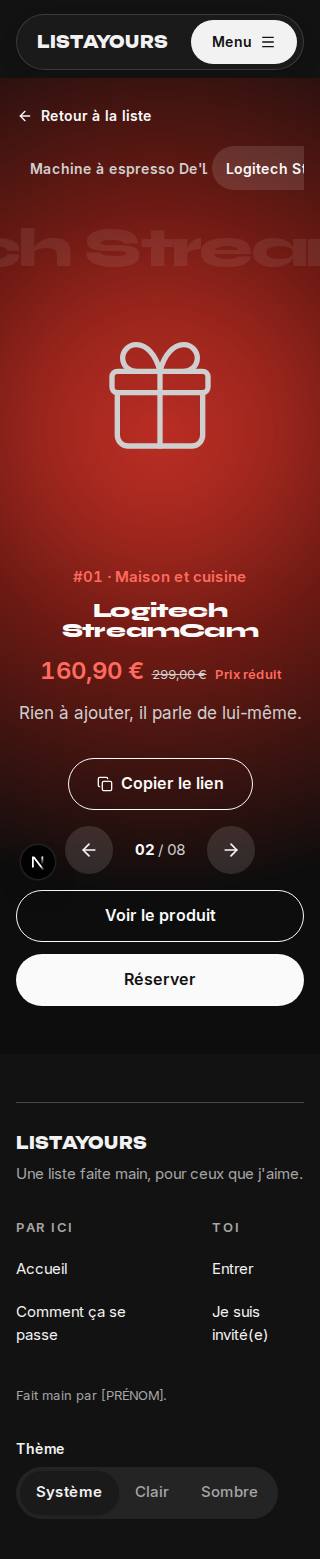 LISTAYOURS
Menu
Retour à la liste
Machine à espresso De'L
Logitech St
ch Stream
#01 · Maison et cuisine
Logitech
StreamCam
160,90 € 299,00 € Prix réduit
Rien à ajouter, il parle de lui-même.
Copier le lien
02 / 08
Voir le produit
Réserver
LISTAYOURS
Une liste faite main, pour ceux que j'aime.
PAR ICI
Accueil
Comment ça se
passe
TOI
Entrer
Je suis
invité(e)
Fait main par [PRÉNOM].
Thème
Système Clair Sombre